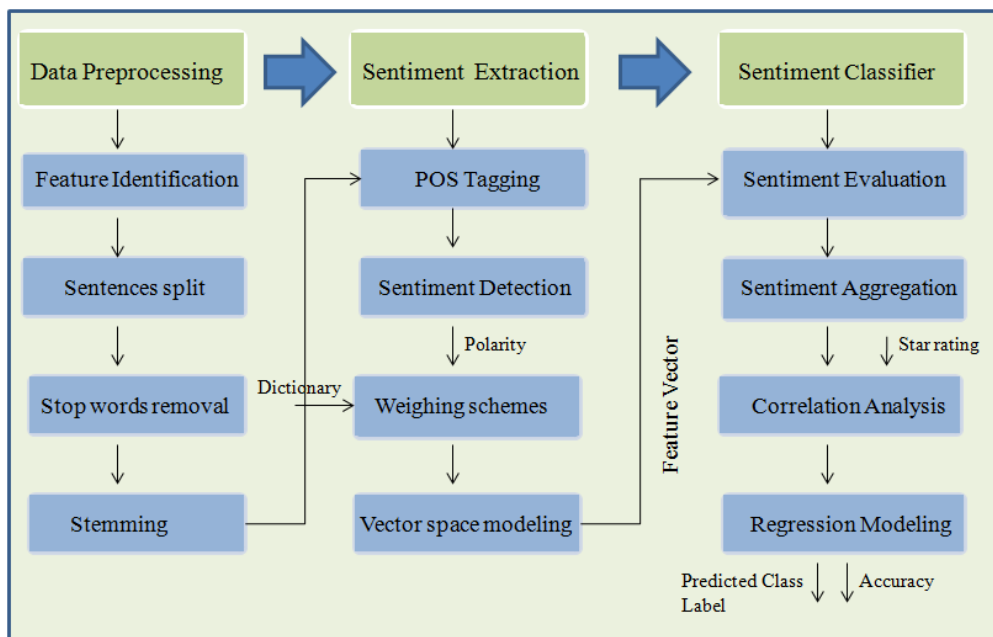 Data Preprocessing
Feature Identification
Sentences split
Stop words removal
Stemming
Sentiment Extraction
POS Tagging
Sentiment Detection
Polarity
Dictionary
Weighing schemes
Vector space modeling
Feature Vector
Sentiment Classifier
Sentiment Evaluation
Sentiment Aggregation
Star rating
Correlation Analysis
Regression Modeling
Predicted Class
Label
Accuracy